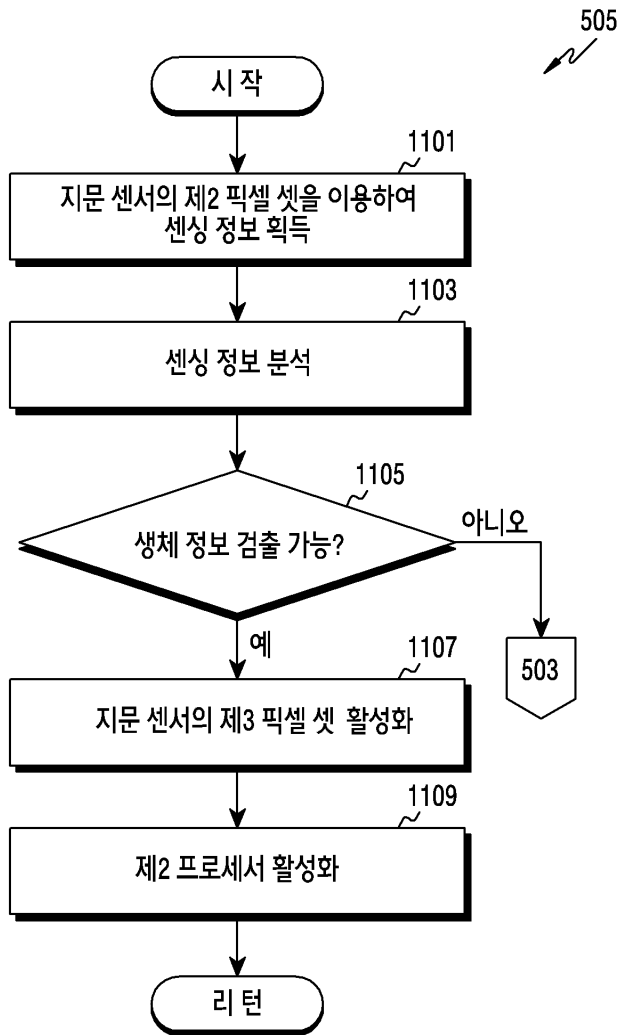 505
시 작
1101
지문 센서의 제2 픽셀 셋을 이용하여
센싱 정보 획득
1103
센싱 정보 분석
1105
생체 정보 검출 가능?
아니오
예
503
1107
지문 센서의 제3 픽셀 셋 활성화
1109
제2 프로세서 활성화
리 턴